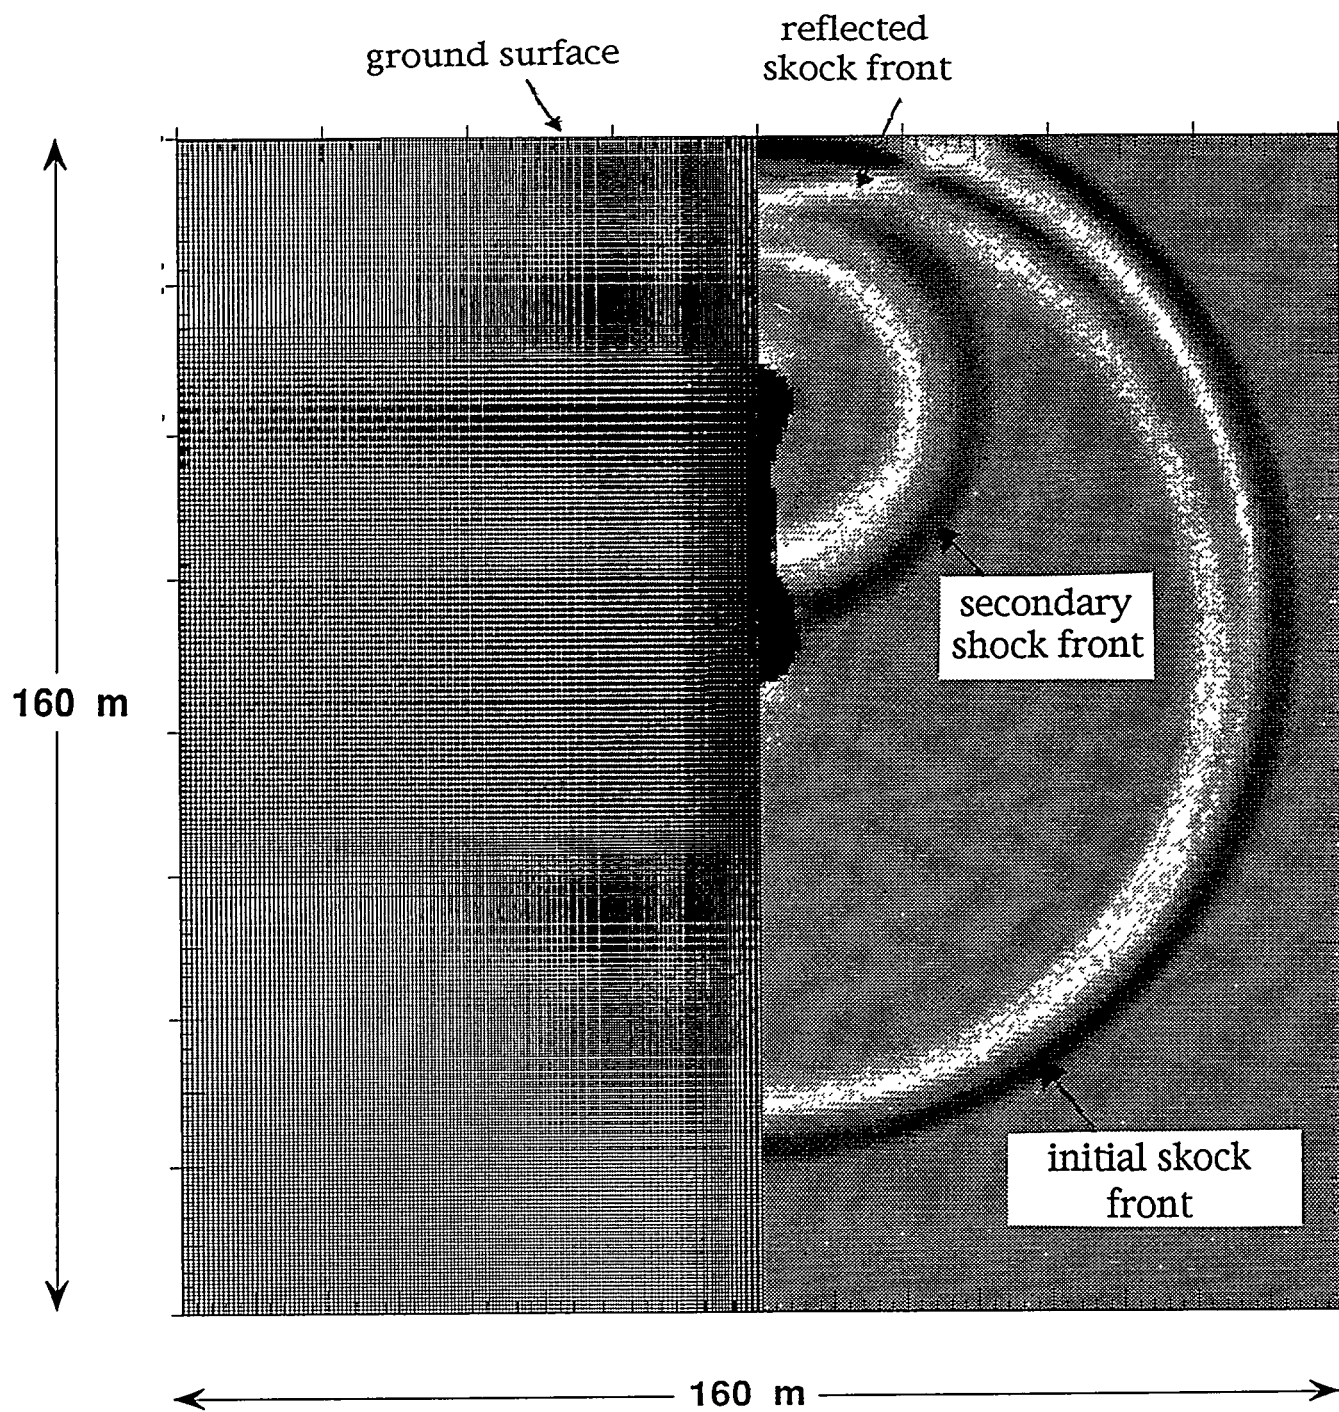 reflected
skock front
ground surface
160 m
secondary
shock front
initial skock
front
160 m